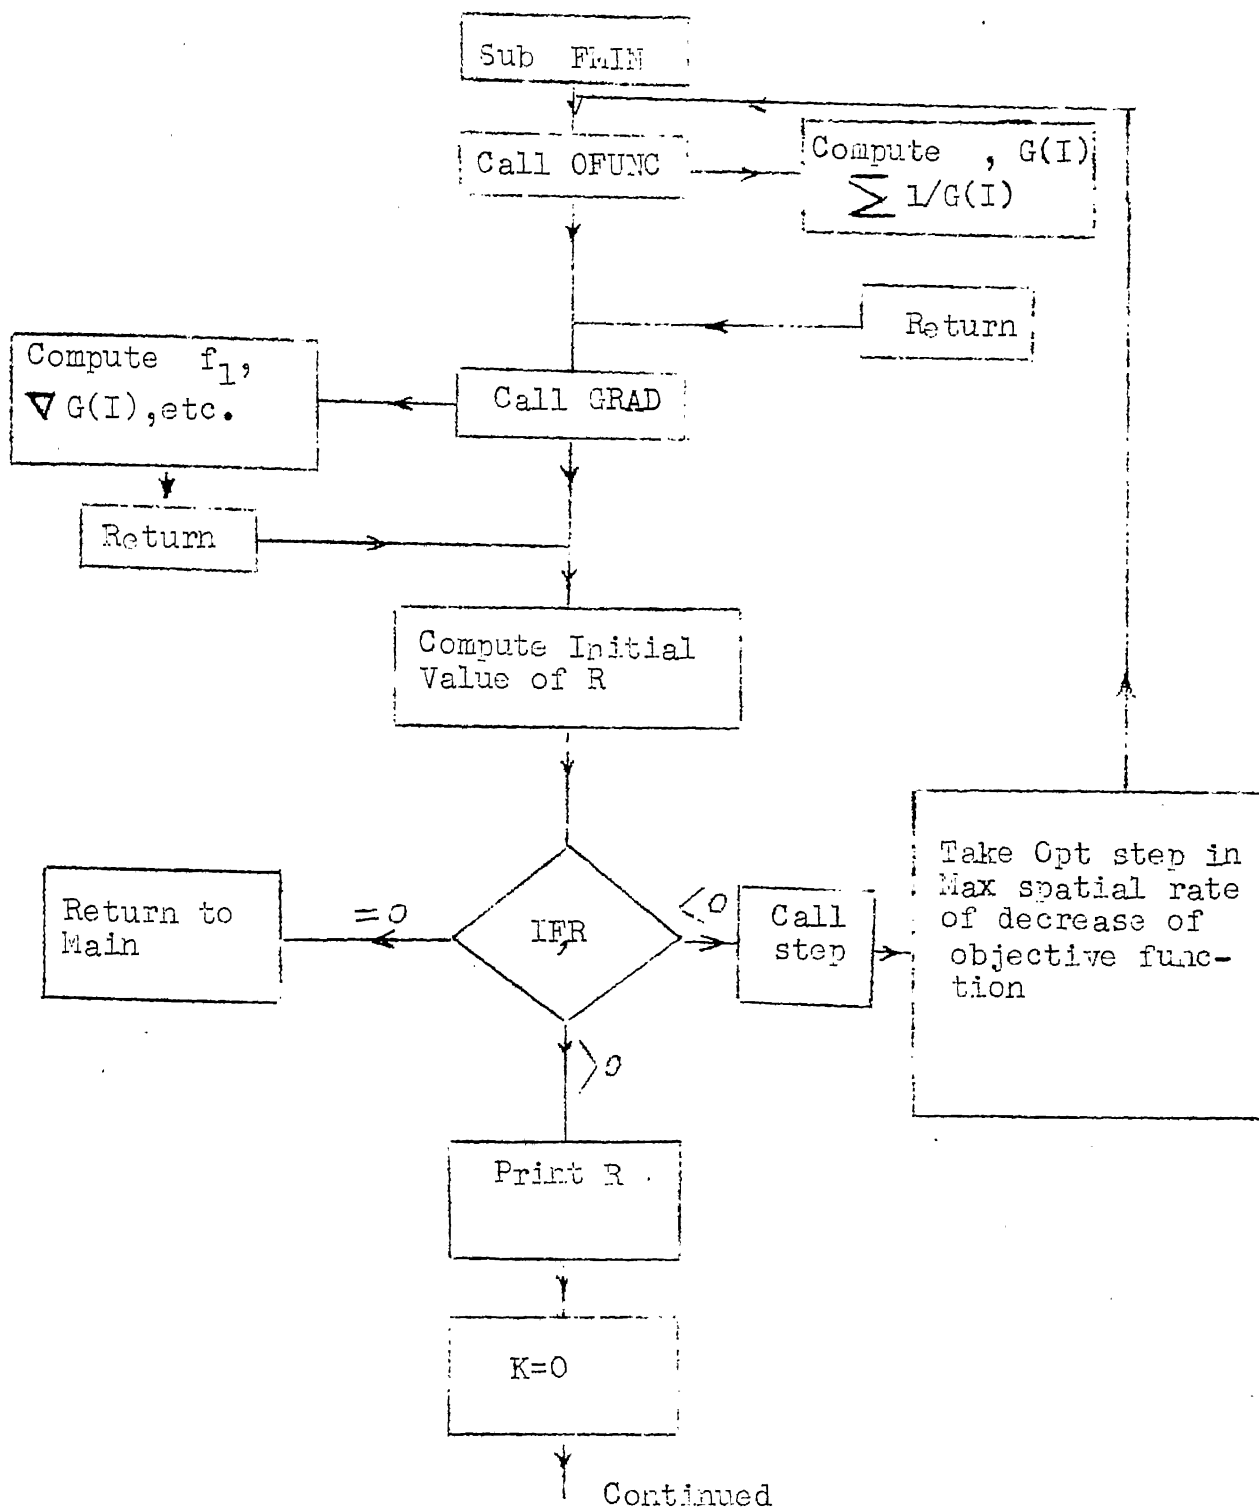 Sub FMIN
Call OFUNC
Compute , G(I)
∑ 1/G(I)
Return
Compute f1,
∇ G(I),etc.
Call GRAD
Return
Compute Initial
Value of R
Return to
Main
=0
IF,R
<0
Call
step
Take Opt step in
Max spatial rate
of decrease of
objective func-
tion
>0
Print R
K=0
Continued